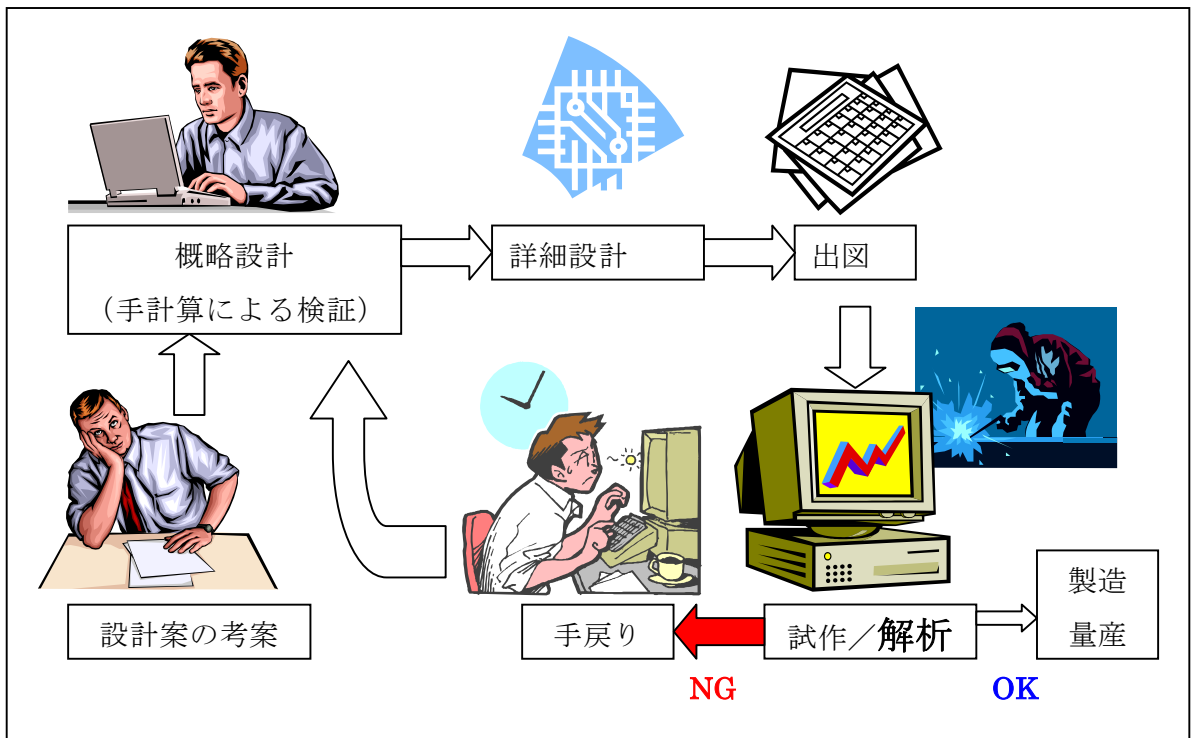 概略設計
（手計算による検証）
詳細設計
出図
設計案の考案
手戻り
試作／解析
製造
量産
NG
OK